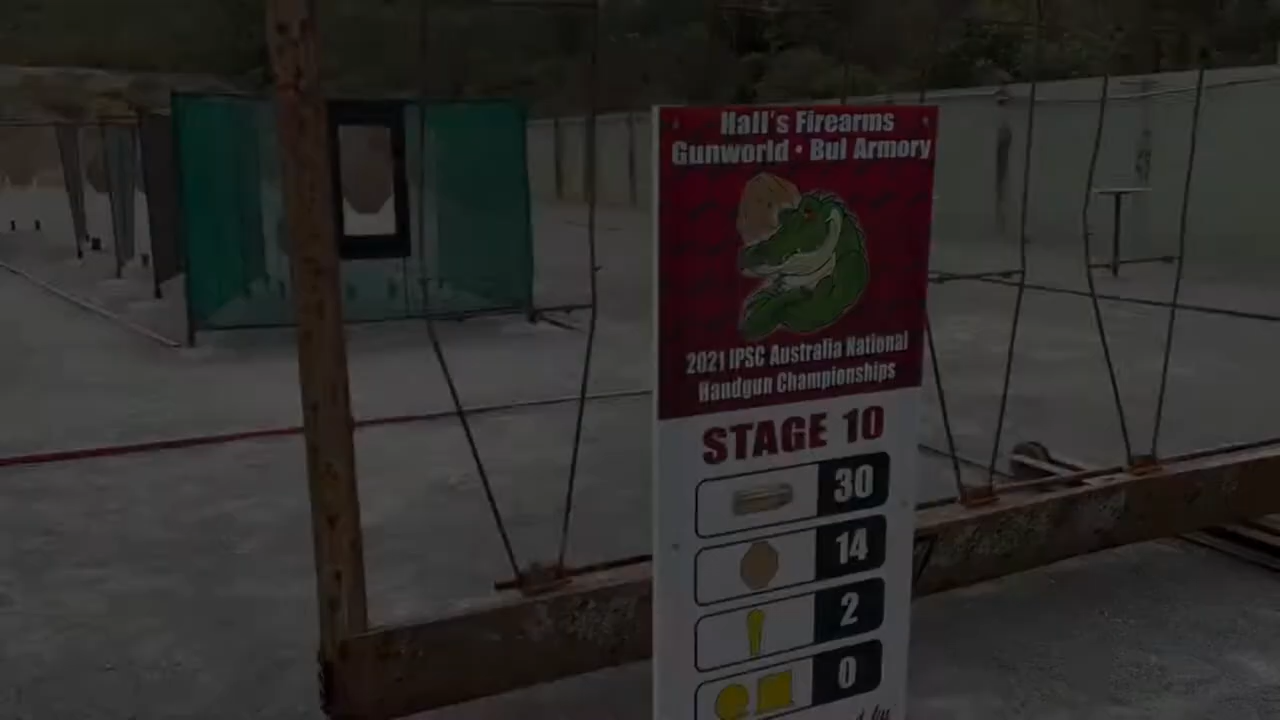 Hall's Firearms
Gunworld • Bul Armory
2021 IPSC Australia National
Handgun Championships
STAGE 10
30
14
2
0